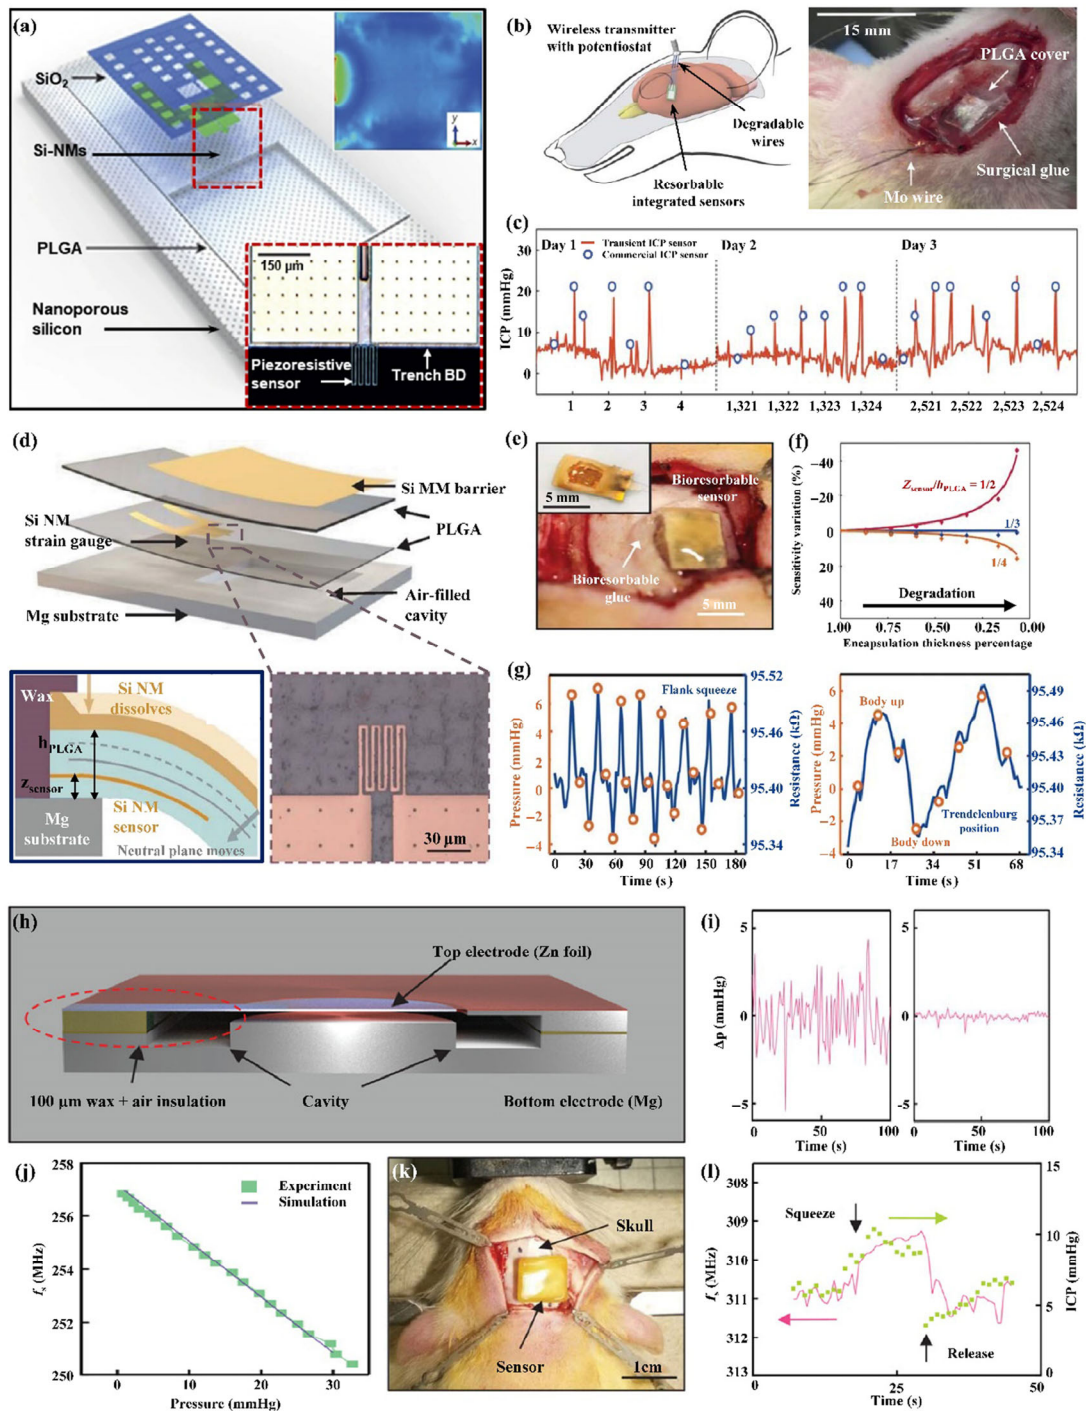 (a)
SiO2
Si-NMs
PLGA
Nanoporous
silicon
y
x
150 μm
Piezoresistive
sensor
Trench BD
(b)
Wireless transmitter
with potentiostat
Degradable
wires
Resorbable
integrated sensors
15 mm
PLGA cover
Surgical glue
Mo wire
(c)
Day 1
Transient ICP sensor
Commercial ICP sensor
Day 2
Day 3
ICP (mmHg)
30
20
10
0
1 2 3 4 1,321 1,322 1,323 1,324 2,521 2,522 2,523 2,524
(d)
Si MM barrier
PLGA
Si NM
strain gauge
Air-filled
cavity
Mg substrate
Wax
Si NM
dissolves
hPLGA
Zsensor
Si NM
sensor
Mg
substrate
Neutral plane moves
30 μm
(e)
5 mm
Bioresorbable
sensor
Bioresorbable
glue
5 mm
(f)
Sensitivity variation (%)
-40
-20
0
20
40
Zsensor/hPLGA = 1/2
1/3
1/4
Degradation
1.00 0.75 0.50 0.25 0.00
Encapsulation thickness percentage
(g)
Flank squeeze
Pressure (mmHg)
6
4
2
0
-2
-4
95.52
95.46
95.40
95.34
Resistance (kΩ)
0 30 60 90 120 150 180
Time (s)
Body up
Body down
Trendelenburg
position
Pressure (mmHg)
6
4
2
0
-2
-4
95.49
95.46
95.43
95.40
95.37
95.34
Resistance (kΩ)
0 17 34 51 68
Time (s)
(h)
Top electrode (Zn foil)
100 μm wax + air insulation
Cavity
Bottom electrode (Mg)
(i)
Δp (mmHg)
5
0
−5
0 50 100
Time (s)
5
0
−5
0 50 100
Time (s)
(j)
258
256
254
252
250
fs (MHz)
Experiment
Simulation
0 10 20 30
Pressure (mmHg)
(k)
Skull
Sensor
1cm
(l)
308
309
310
311
312
313
fs (MHz)
Squeeze
Release
15
10
5
0
ICP (mmHg)
0 25 50
Time (s)